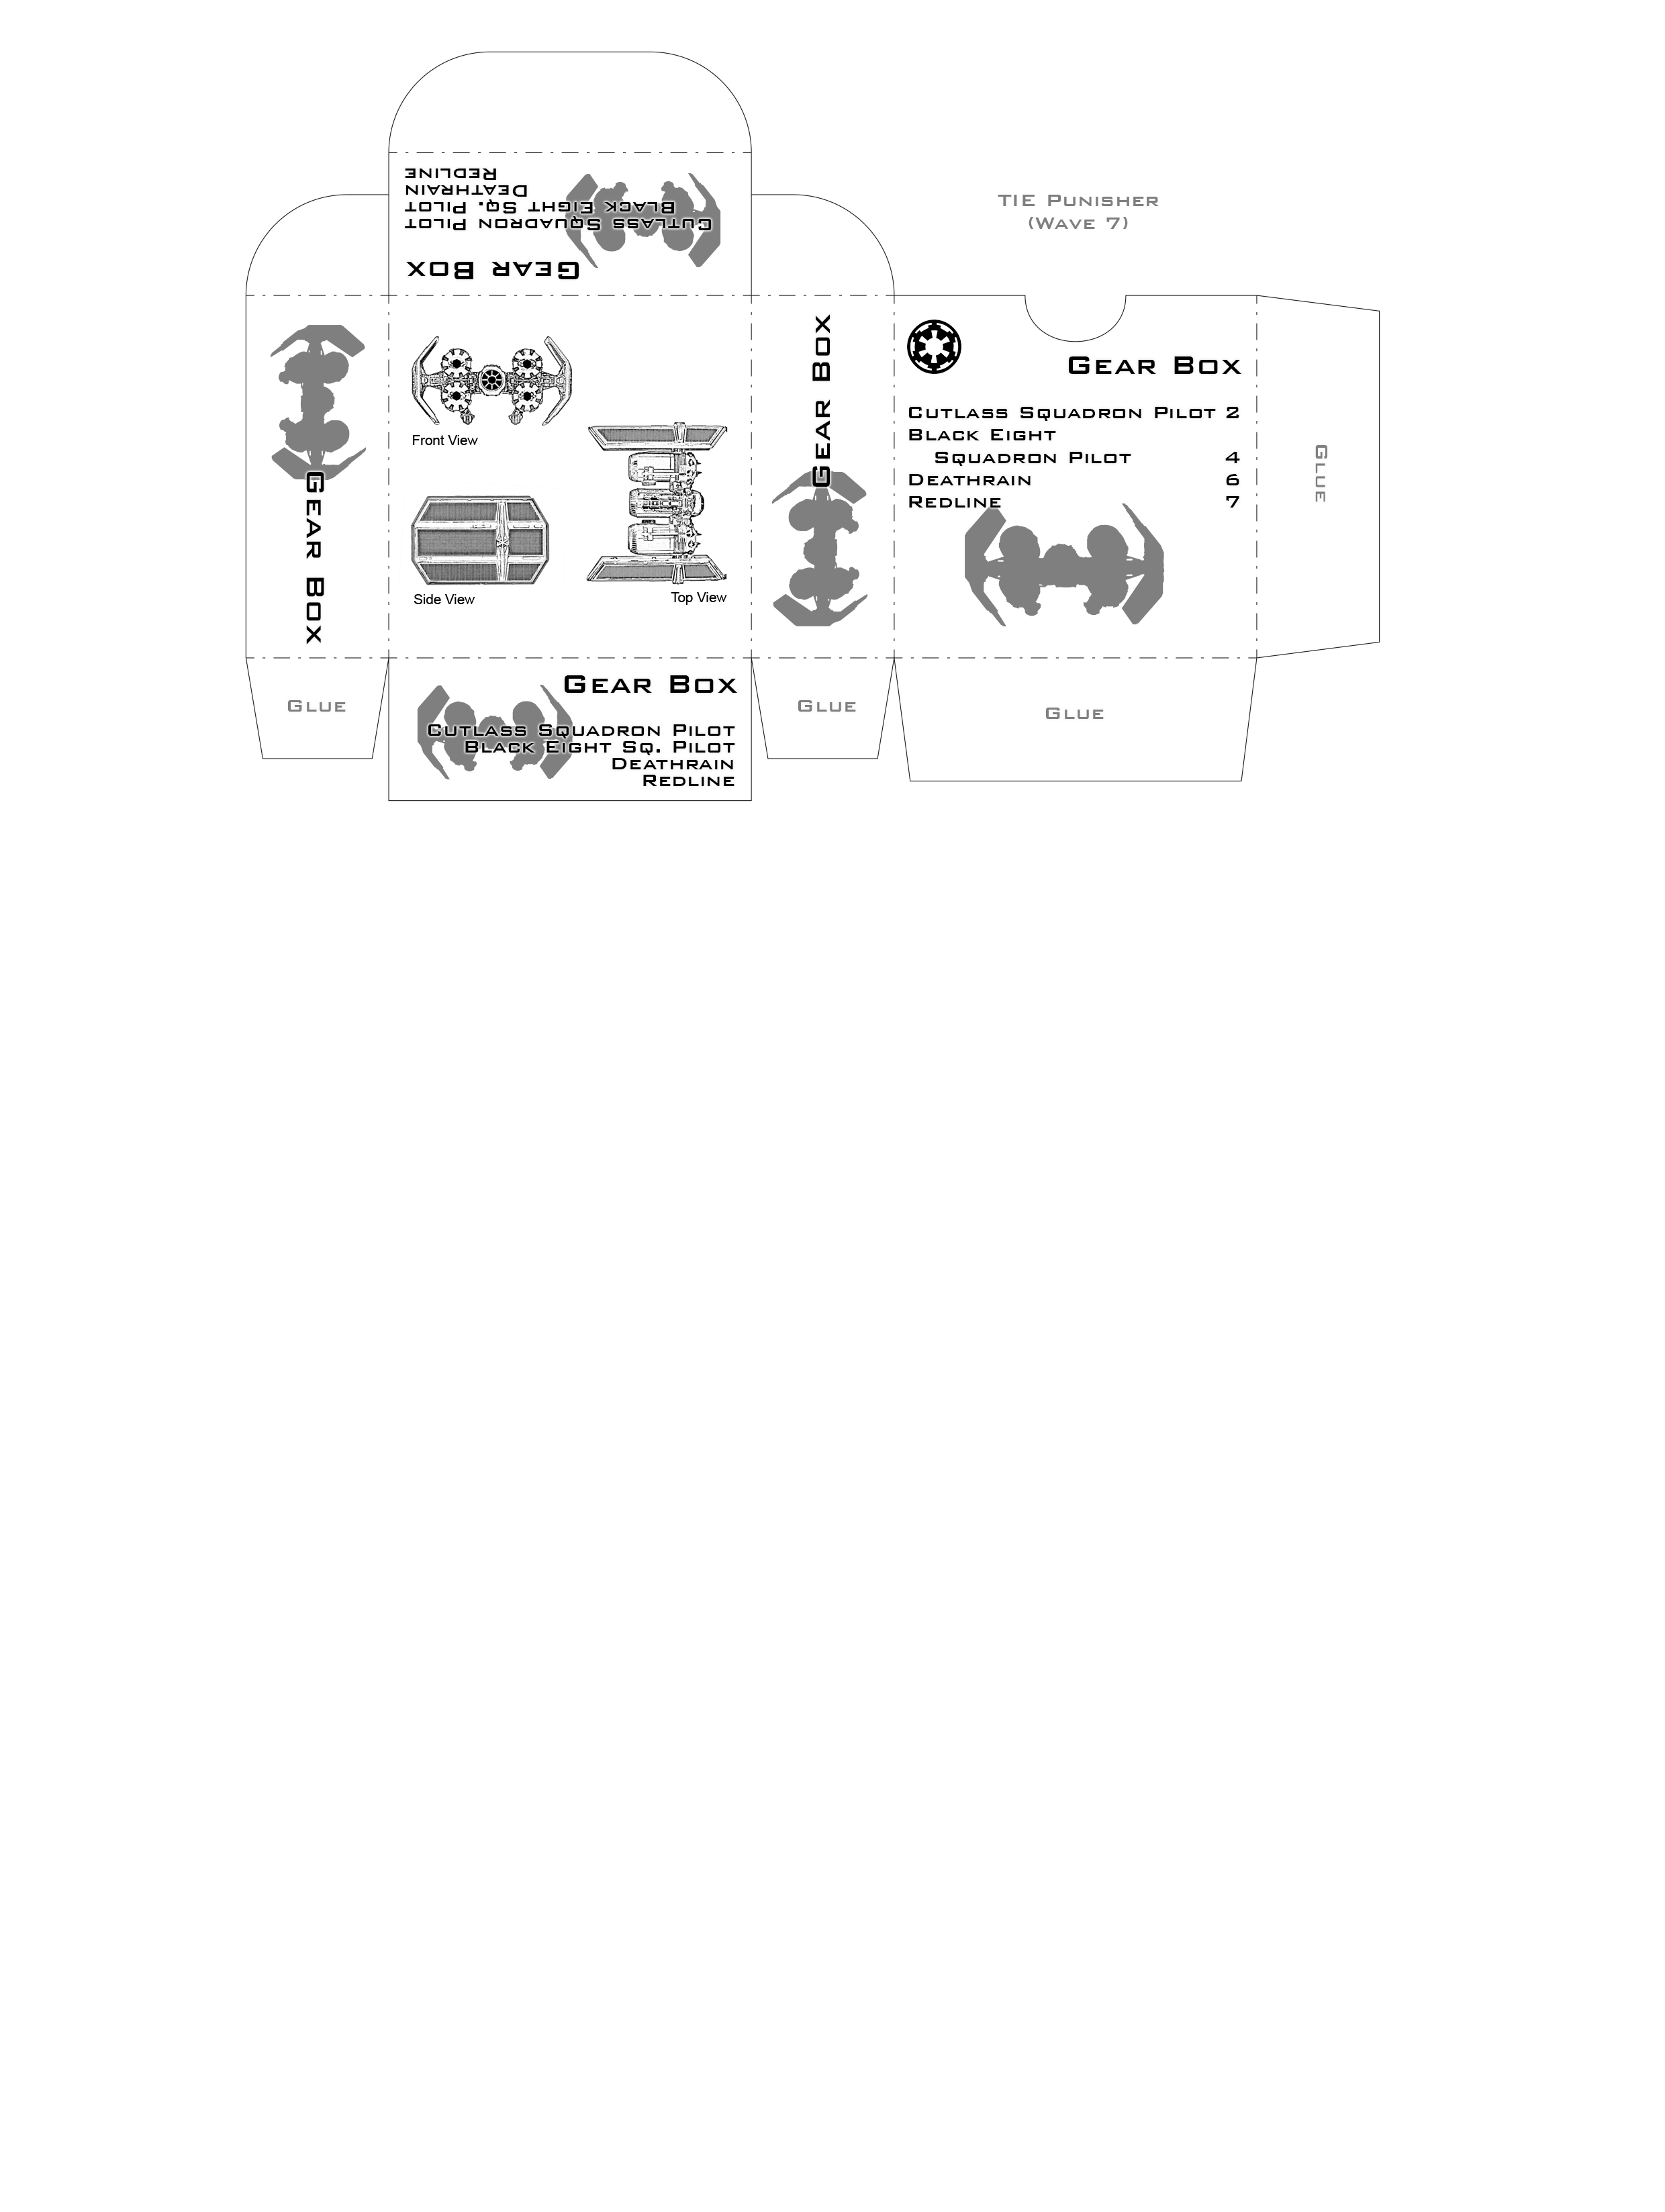 Redline
Deathrain
Black Eight Sq. Pilot
Cutlass Squadron Pilot
Gear Box
TIE Punisher
(Wave 7)
Gear Box
Front View
Side View
Top View
Gear Box
Gear Box
Cutlass Squadron Pilot 2
Black Eight
Squadron Pilot 4
Deathrain 6
Redline 7
Glue
Glue
Gear Box
Cutlass Squadron Pilot
Black Eight Sq. Pilot
Deathrain
Redline
Glue
Glue